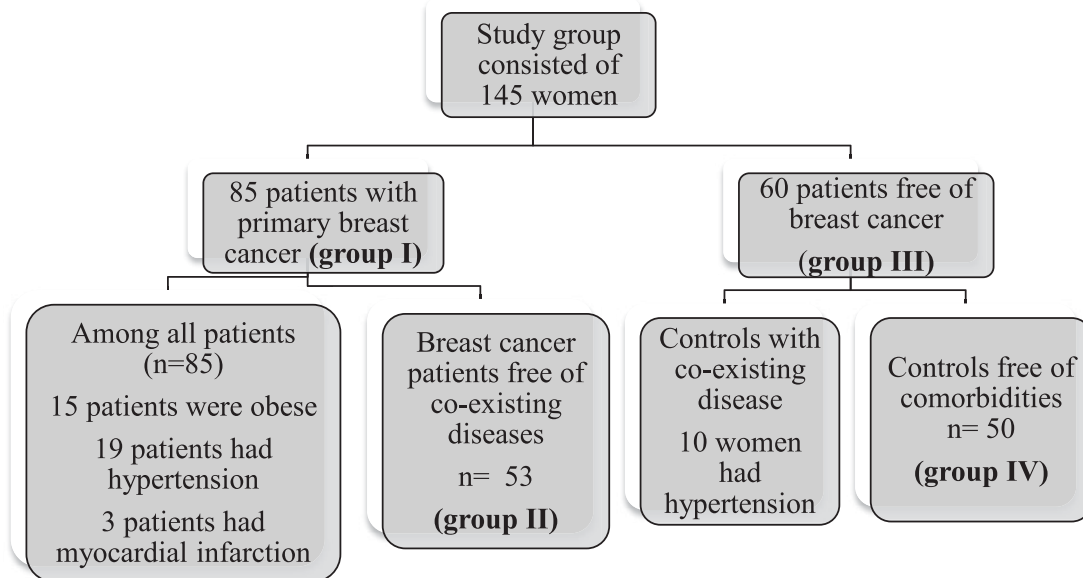 Study group
consisted of
145 women
85 patients with
primary breast
cancer (group I)
60 patients free of
breast cancer
(group III)
Among all patients
(n=85)
15 patients were obese
19 patients had
hypertension
3 patients had
myocardial infarction
Breast cancer
patients free of
co-existing
diseases
n= 53
(group II)
Controls with
co-existing
disease
10 women
had
hypertension
Controls free of
comorbidities
n= 50
(group IV)